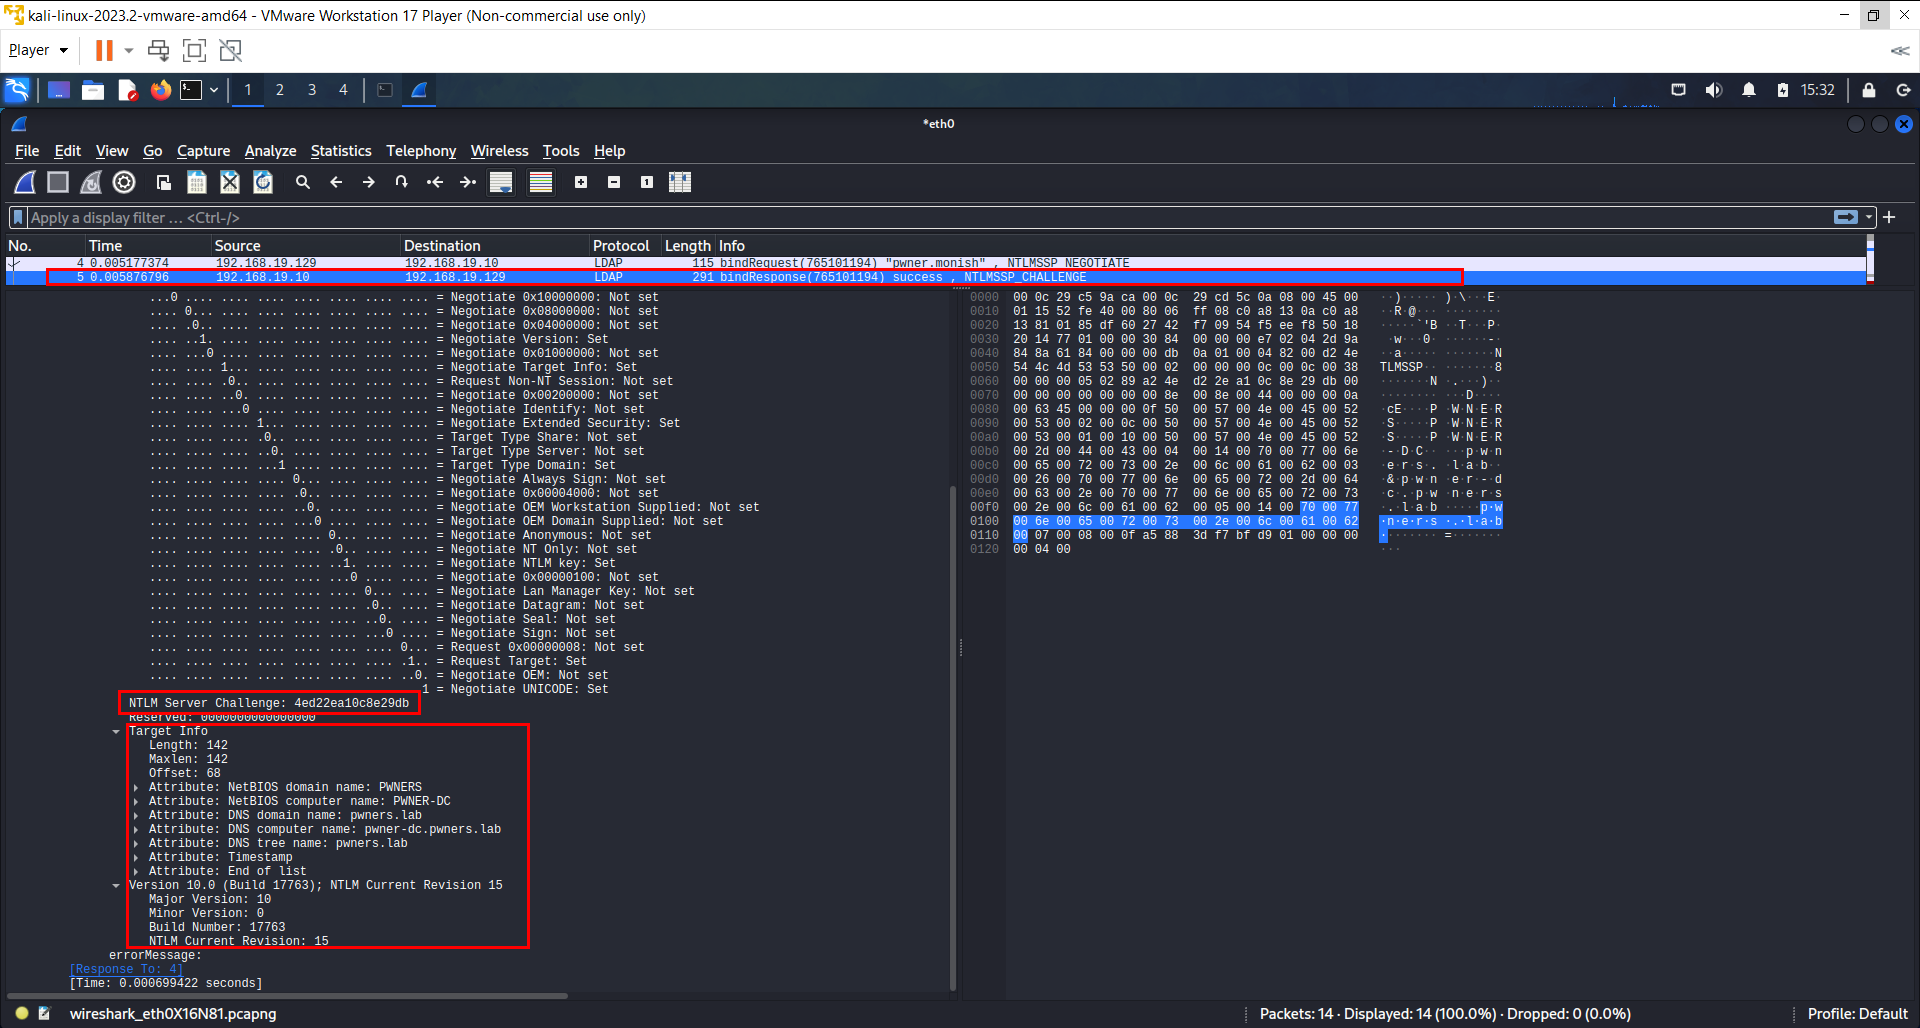 kali-linux-2023.2-vmware-amd64 - VMware Workstation 17 Player (Non-commercial use only)
Player
1 2 3 4
15:32
*eth0
File Edit View Go Capture Analyze Statistics Telephony Wireless Tools Help
Apply a display filter … <Ctrl-/>
No. Time Source Destination Protocol Length Info
4 0.005177374 192.168.19.129 192.168.19.10 LDAP 115 bindRequest(765101194) "pwner.monish" , NTLMSSP_NEGOTIATE
5 0.005876796 192.168.19.10 192.168.19.129 LDAP 291 bindResponse(765101194) success , NTLMSSP_CHALLENGE
...0 .... .... .... .... .... .... .... = Negotiate 0x10000000: Not set
.... 0... .... .... .... .... .... .... = Negotiate 0x08000000: Not set
.... .0.. .... .... .... .... .... .... = Negotiate 0x04000000: Not set
.... ..1. .... .... .... .... .... .... = Negotiate Version: Set
.... ...0 .... .... .... .... .... .... = Negotiate 0x01000000: Not set
.... .... 1... .... .... .... .... .... = Negotiate Target Info: Set
.... .... .0.. .... .... .... .... .... = Request Non-NT Session: Not set
.... .... ..0. .... .... .... .... .... = Negotiate 0x00200000: Not set
.... .... ...0 .... .... .... .... .... = Negotiate Identify: Not set
.... .... .... 1... .... .... .... .... = Negotiate Extended Security: Set
.... .... .... .0.. .... .... .... .... = Target Type Share: Not set
.... .... .... ..0. .... .... .... .... = Target Type Server: Not set
.... .... .... ...1 .... .... .... .... = Target Type Domain: Set
.... .... .... .... 0... .... .... .... = Negotiate Always Sign: Not set
.... .... .... .... .0.. .... .... .... = Negotiate 0x00004000: Not set
.... .... .... .... ..0. .... .... .... = Negotiate OEM Workstation Supplied: Not set
.... .... .... .... ...0 .... .... .... = Negotiate OEM Domain Supplied: Not set
.... .... .... .... .... 0... .... .... = Negotiate Anonymous: Not set
.... .... .... .... .... .0.. .... .... = Negotiate NT Only: Not set
.... .... .... .... .... ..1. .... .... = Negotiate NTLM key: Set
.... .... .... .... .... ...0 .... .... = Negotiate 0x00000100: Not set
.... .... .... .... .... .... 0... .... = Negotiate Lan Manager Key: Not set
.... .... .... .... .... .... .0.. .... = Negotiate Datagram: Not set
.... .... .... .... .... .... ..0. .... = Negotiate Seal: Not set
.... .... .... .... .... .... ...0 .... = Negotiate Sign: Not set
.... .... .... .... .... .... .... 0... = Request 0x00000008: Not set
.... .... .... .... .... .... .... .1.. = Request Target: Set
.... .... .... .... .... .... .... ..0. = Negotiate OEM: Not set
1 = Negotiate UNICODE: Set
NTLM Server Challenge: 4ed22ea10c8e29db
Reserved: 0000000000000000
Target Info
Length: 142
Maxlen: 142
Offset: 68
Attribute: NetBIOS domain name: PWNERS
Attribute: NetBIOS computer name: PWNER-DC
Attribute: DNS domain name: pwners.lab
Attribute: DNS computer name: pwner-dc.pwners.lab
Attribute: DNS tree name: pwners.lab
Attribute: Timestamp
Attribute: End of list
Version 10.0 (Build 17763); NTLM Current Revision 15
Major Version: 10
Minor Version: 0
Build Number: 17763
NTLM Current Revision: 15
errorMessage:
[Response To: 4]
[Time: 0.000699422 seconds]
0000 00 0c 29 c5 9a ca 00 0c 29 cd 5c 0a 08 00 45 00 ··)····· )·\···E·
0010 01 15 52 fe 40 00 80 06 ff 08 c0 a8 13 0a c0 a8 ··R·@··· ········
0020 13 81 01 85 df 60 27 42 f7 09 54 f5 ee f8 50 18 ·····`'B ··T···P·
0030 20 14 77 01 00 00 30 84 00 00 00 e7 02 04 2d 9a ··w···0· ······-·
0040 84 8a 61 84 00 00 00 db 0a 01 00 04 82 00 d2 4e ··a····· ·······N
0050 54 4c 4d 53 53 50 00 02 00 00 00 0c 00 0c 00 38 TLMSSP·· ·······8
0060 00 00 00 05 02 89 a2 4e d2 2e a1 0c 8e 29 db 00 ·······N ·.···)··
0070 00 00 00 00 00 00 00 8e 00 8e 00 44 00 00 00 0a ········ ···D····
0080 00 63 45 00 00 00 0f 50 00 57 00 4e 00 45 00 52 ·cE····P ·W·N·E·R
0090 00 53 00 02 00 0c 00 50 00 57 00 4e 00 45 00 52 ·S·····P ·W·N·E·R
00a0 00 53 00 01 00 10 00 50 00 57 00 4e 00 45 00 52 ·S·····P ·W·N·E·R
00b0 00 2d 00 44 00 43 00 04 00 14 00 70 00 77 00 6e ·-·D·C·· ···p·w·n
00c0 00 65 00 72 00 73 00 2e 00 6c 00 61 00 62 00 03 ·e·r·s·. ·l·a·b··
00d0 00 26 00 70 00 77 00 6e 00 65 00 72 00 2d 00 64 ·&·p·w·n ·e·r·-·d
00e0 00 63 00 2e 00 70 00 77 00 6e 00 65 00 72 00 73 ·c·.·p·w ·n·e·r·s
00f0 00 2e 00 6c 00 61 00 62 00 05 00 14 00 70 00 77 ·.·l·a·b ·····p·w
0100 00 6e 00 65 00 72 00 73 00 2e 00 6c 00 61 00 62 ·n·e·r·s ·.·l·a·b
0110 00 07 00 08 00 0f a5 88 3d f7 bf d9 01 00 00 00 ········ =·······
0120 00 04 00 ···
wireshark_eth0X16N81.pcapng
Packets: 14 · Displayed: 14 (100.0%) · Dropped: 0 (0.0%)
Profile: Default